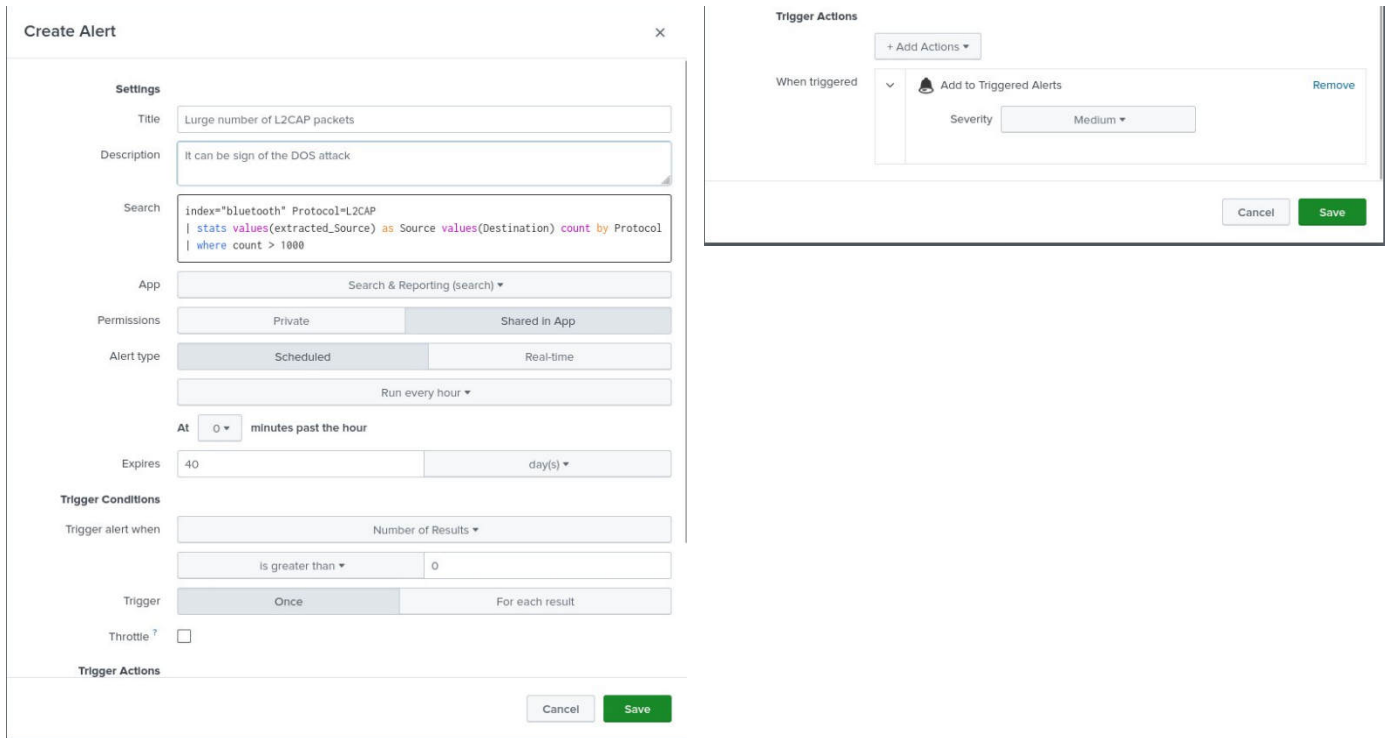 Create Alert ×
Settings
Title Lurge number of L2CAP packets
Description It can be sign of the DOS attack
Search index="bluetooth" Protocol=L2CAP
| stats values(extracted_Source) as Source values(Destination) count by Protocol
| where count > 1000
App Search & Reporting (search)
Permissions Private Shared in App
Alert type Scheduled Real-time
Run every hour
At 0 minutes past the hour
Expires 40 day(s)
Trigger Conditions
Trigger alert when Number of Results
is greater than 0
Trigger Once For each result
Throttle ?
Trigger Actions
Cancel Save
Trigger Actions
+ Add Actions
When triggered Add to Triggered Alerts Remove
Severity Medium
Cancel Save